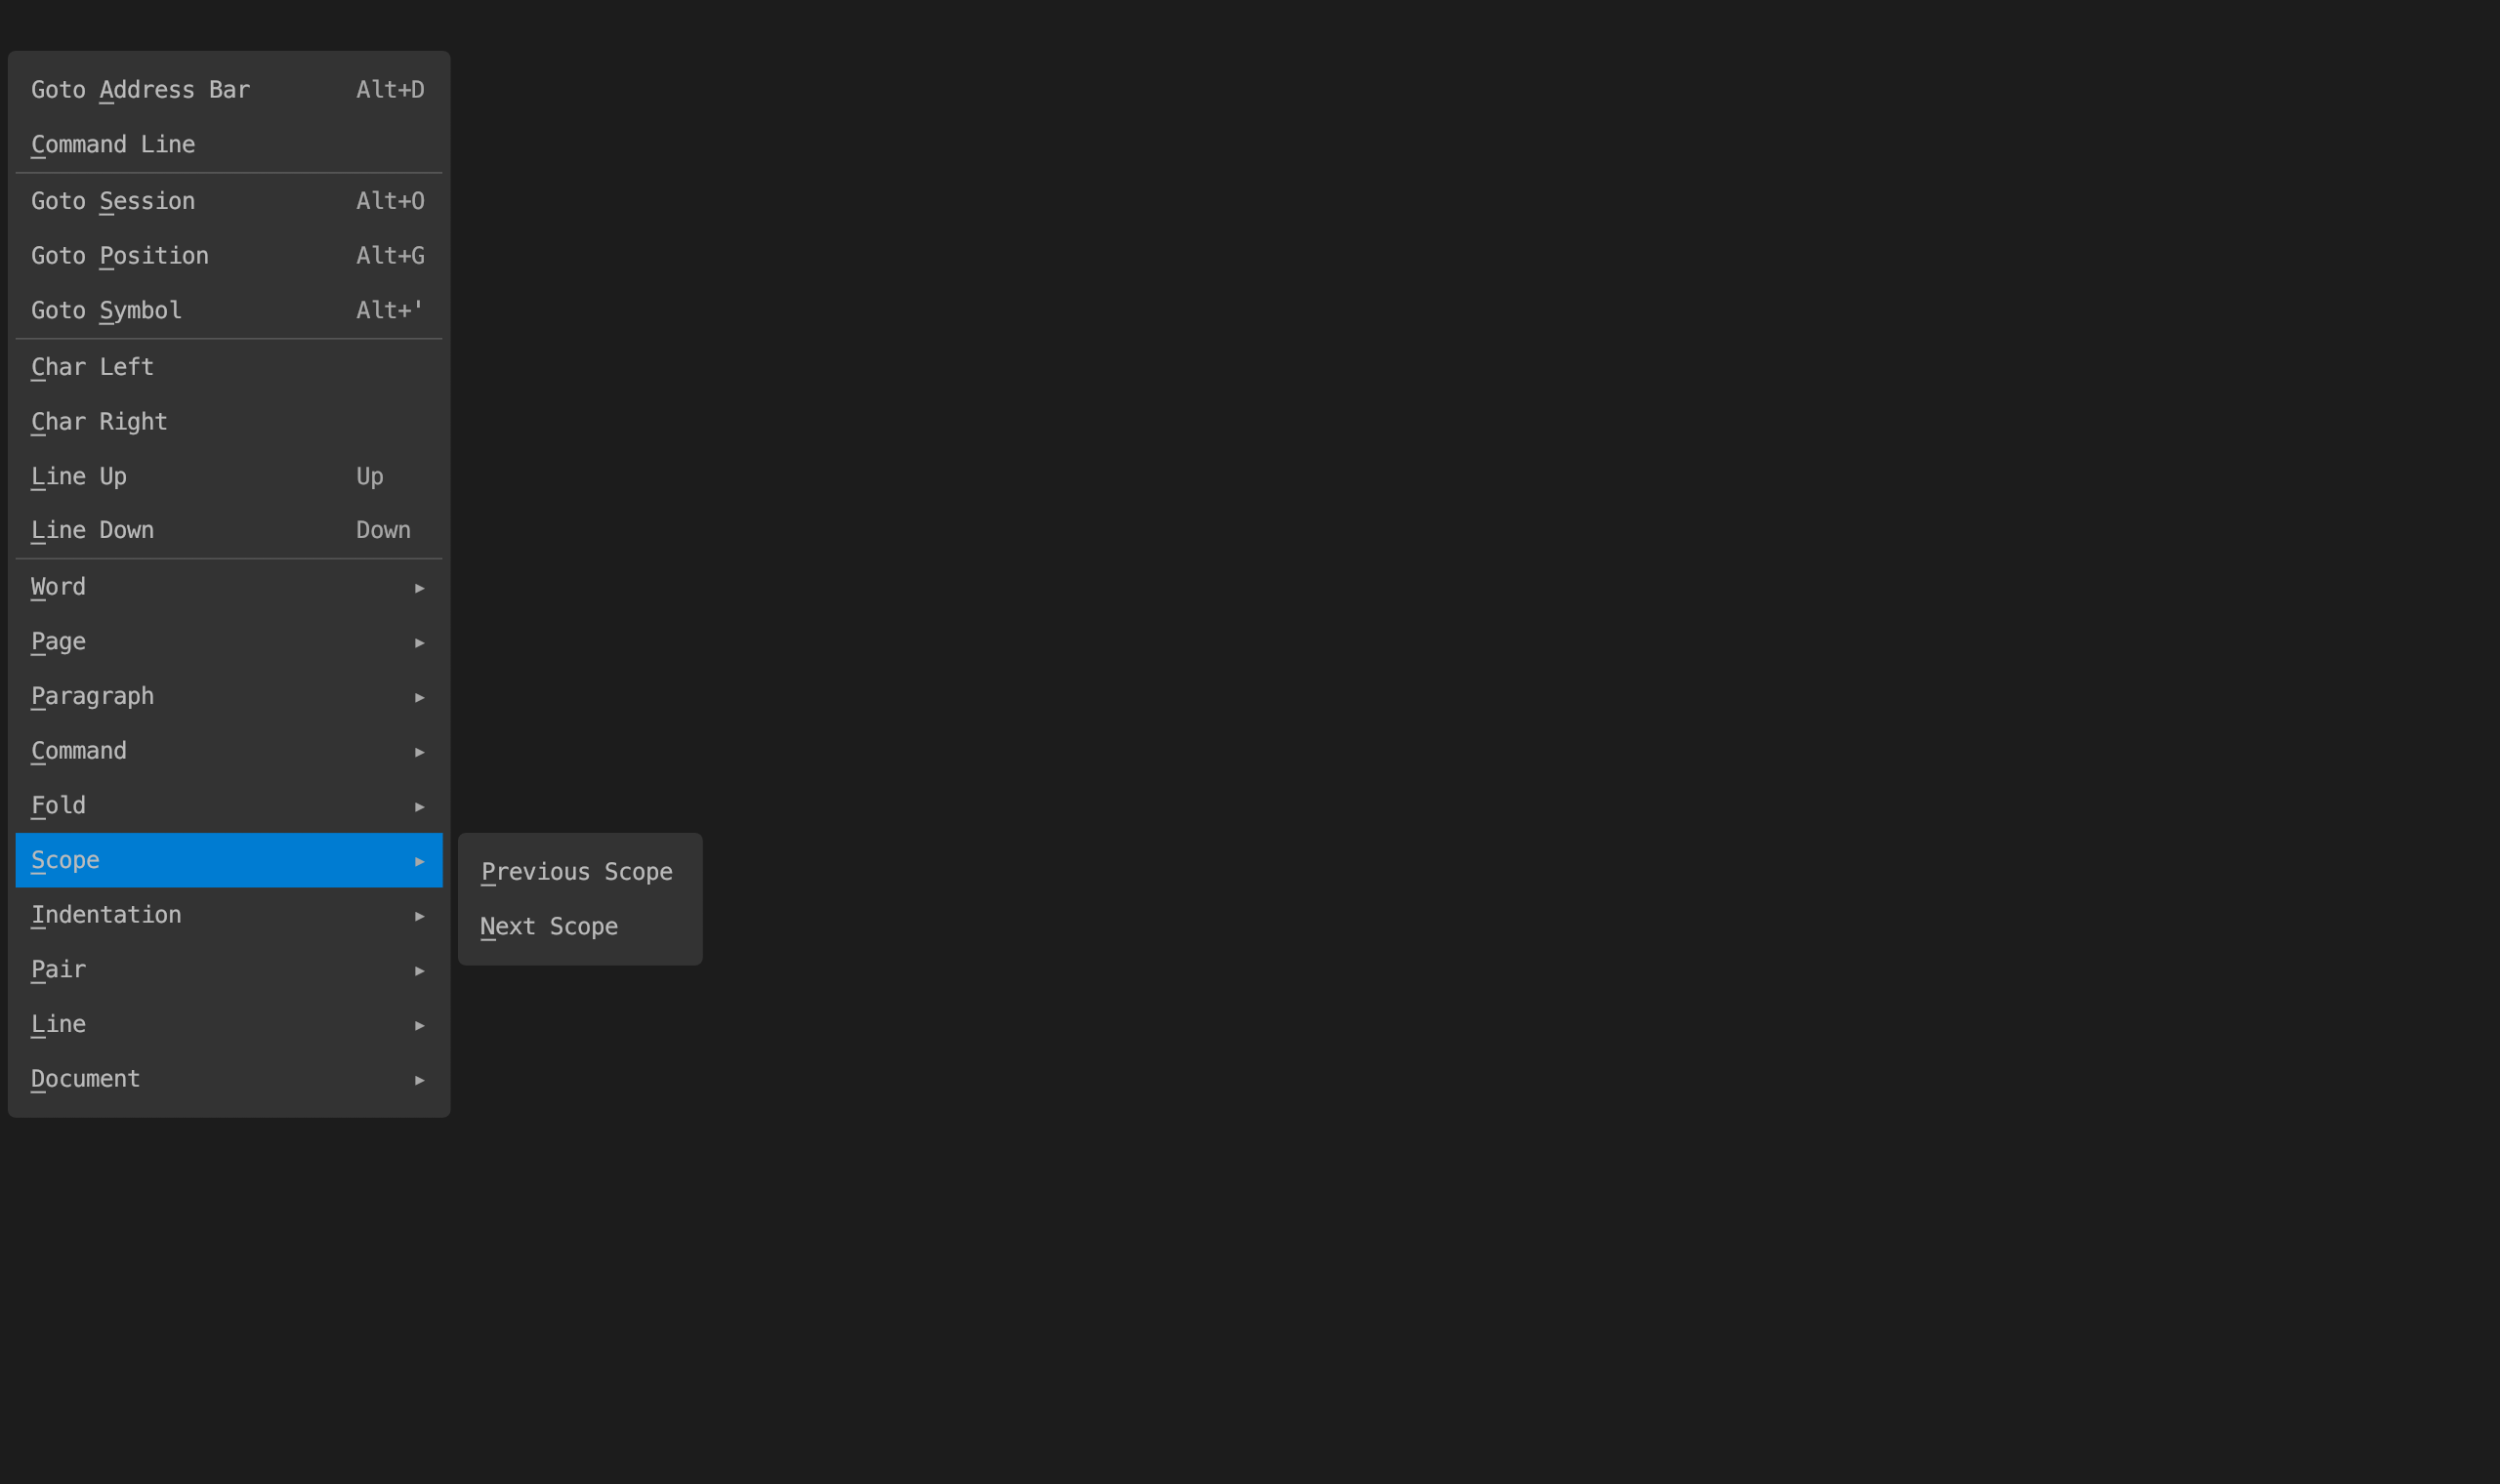 Goto Address Bar Alt+D
Command Line
Goto Session Alt+O
Goto Position Alt+G
Goto Symbol Alt+'
Char Left
Char Right
Line Up Up
Line Down Down
Word ▶
Page ▶
Paragraph ▶
Command ▶
Fold ▶
Scope ▶
Previous Scope
Next Scope
Indentation ▶
Pair ▶
Line ▶
Document ▶